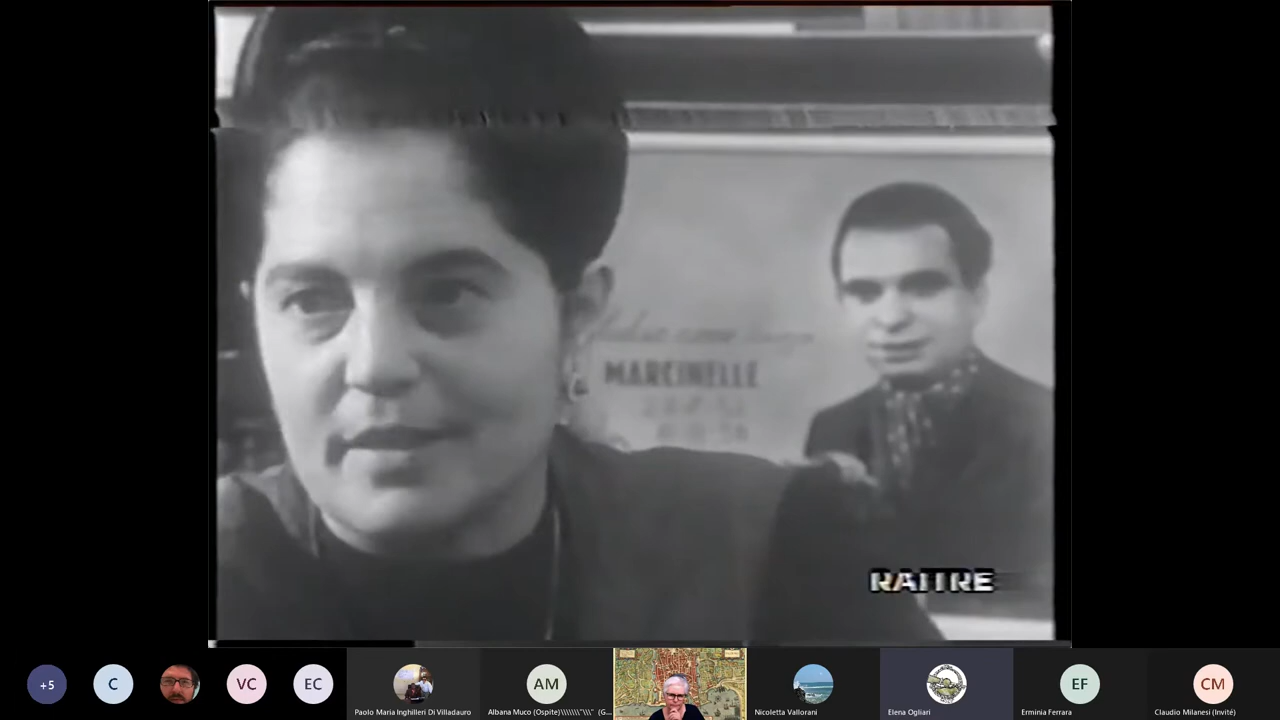 MARCINELLE
RAITRE
+5
C
VC
EC
Paolo Maria Inghilleri Di Villadauro
AM
Albana Muco (Ospite)\\\\\\\"\\\" (G...
Nicoletta Vallorani
Elena Ogliari
EF
Erminia Ferrara
CM
Claudio Milanesi (Invité)